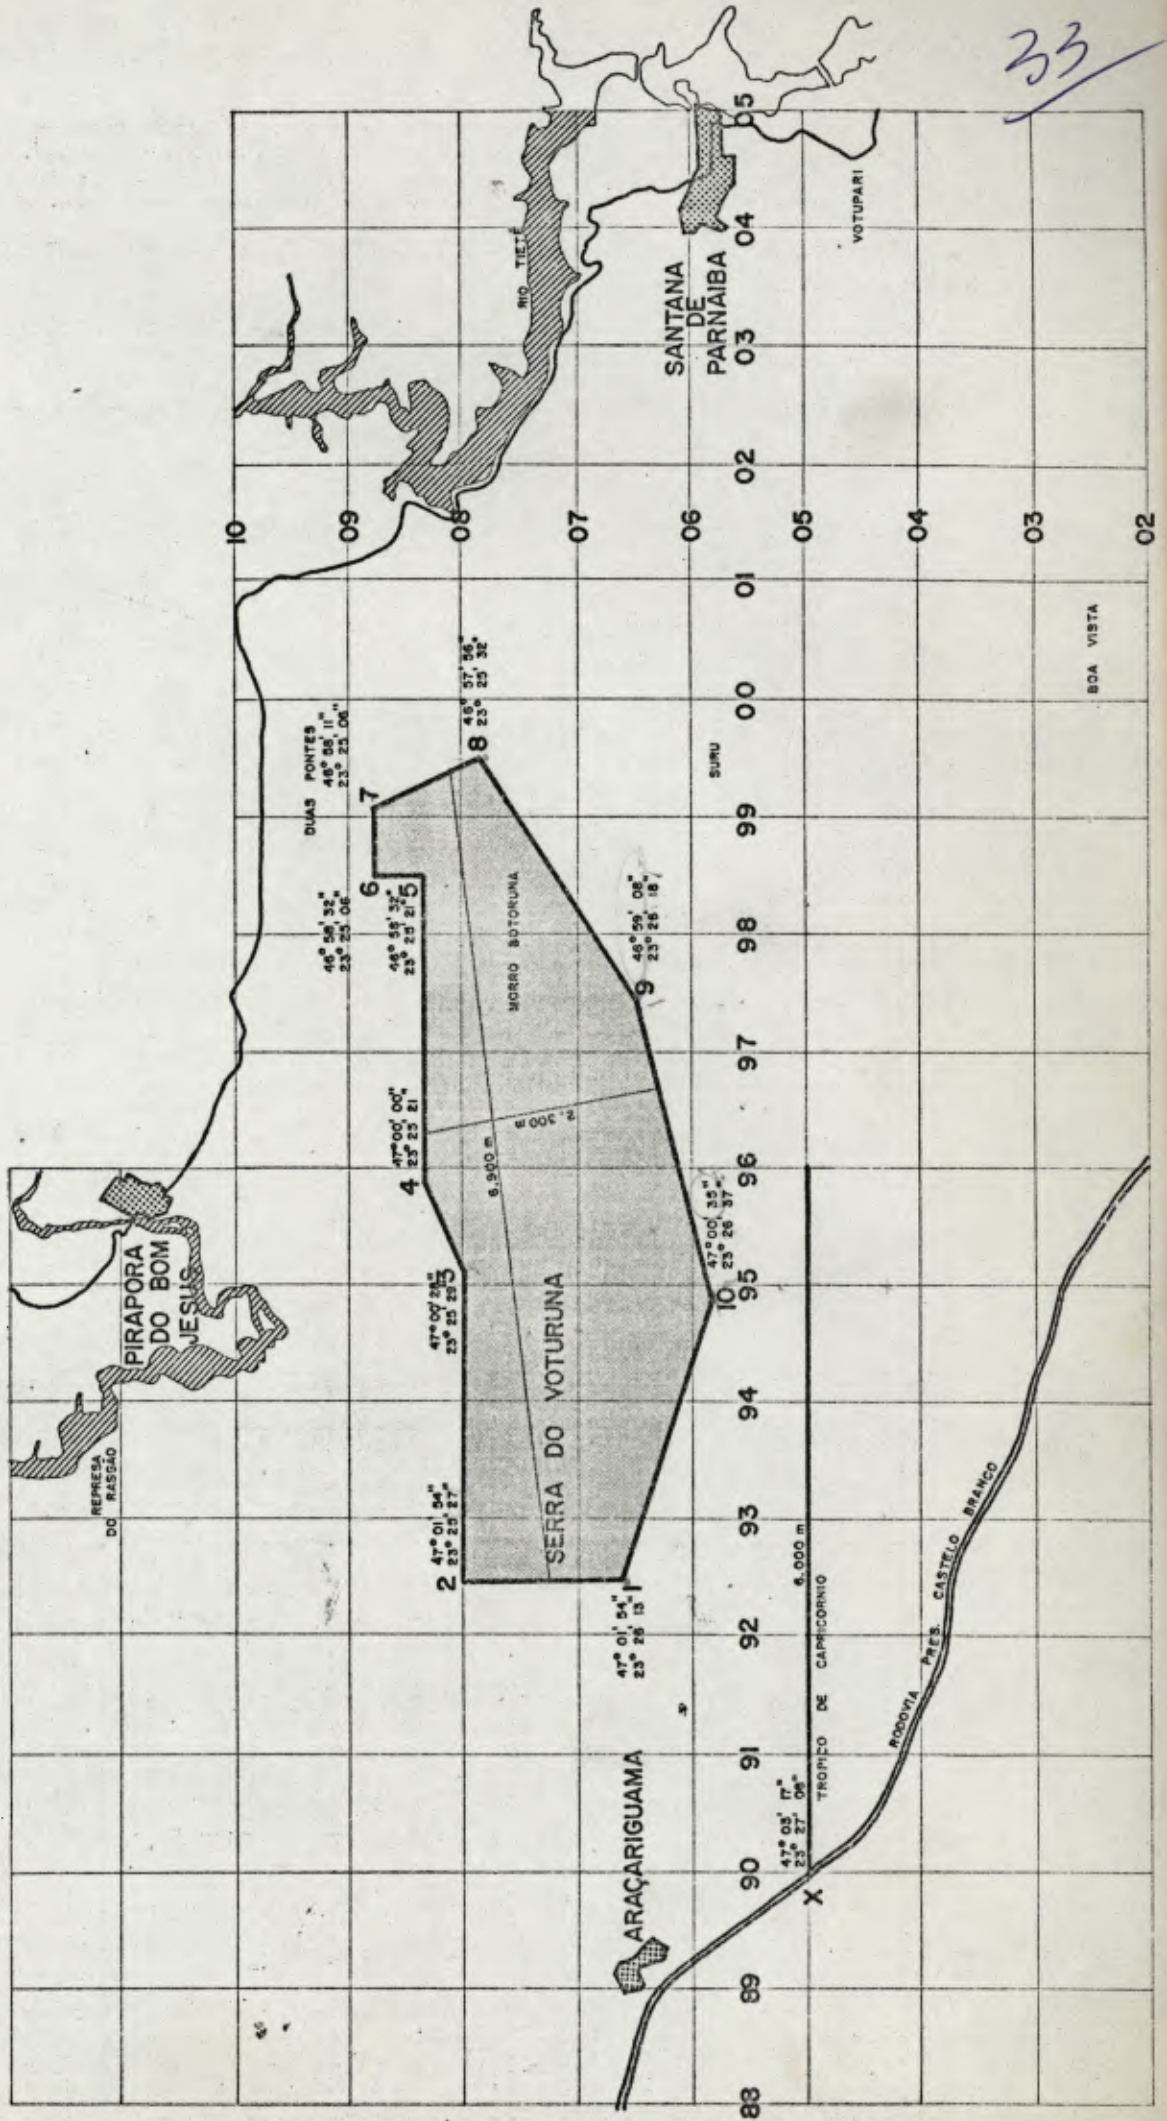 33
PIRAPORA
DO BOM
JESUS
REPRESA
DO RASGÃO
RIO TIETÊ
SANTANA
DE
PARNAIBA
VOTUPARI
DUAS PONTES
46° 58' 11"
23° 25' 06"
7
6
46° 58' 32"
23° 25' 06"
46° 58' 32"
23° 25' 21"
5
46° 57' 56"
23° 25' 32"
8
47° 00' 00"
23° 25' 21
4
47° 00' 28"
3
2
47° 01' 54"
23° 25' 27"
MORRO BOTORUNA
6.900 m
2.300 m
SERRA DO VOTURUNA
46° 59' 08"
23° 26' 18"
9
47° 00' 35"
23° 26' 37"
10
1
47° 01' 54"
23° 26' 13"
SURU
BOA VISTA
ARAÇARIGUAMA
6.000 m
TROPICO DE CAPRICORNIO
47° 03' 17"
23° 27' 08"
X
RODOVIA PRES. CASTELO BRANCO
88 89 90 91 92 93 94 95 96 97 98 99 00 01 02 03 04 05
10
09
08
07
06
05
04
03
02